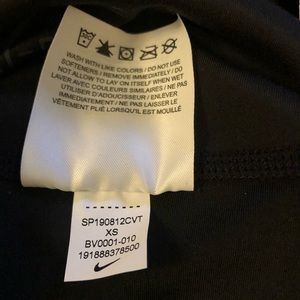 WASH WITH LIKE COLORS / DO NOT USE
SOFTENERS / REMOVE IMMEDIATELY / DO
NOT ALLOW TO LAY ON ITSELF WHEN WET
LAVER AVEC COULEURS SIMILAIRES / NE PAS
UTILISER D'ADOUCISSEUR / ENLEVER
IMMÉDIATEMENT / NE PAS LAISSER LE
VÊTEMENT PLIÉ LORSQU'IL EST MOUILLÉ
SP190812CVT
XS
BV0001-010
191888378500